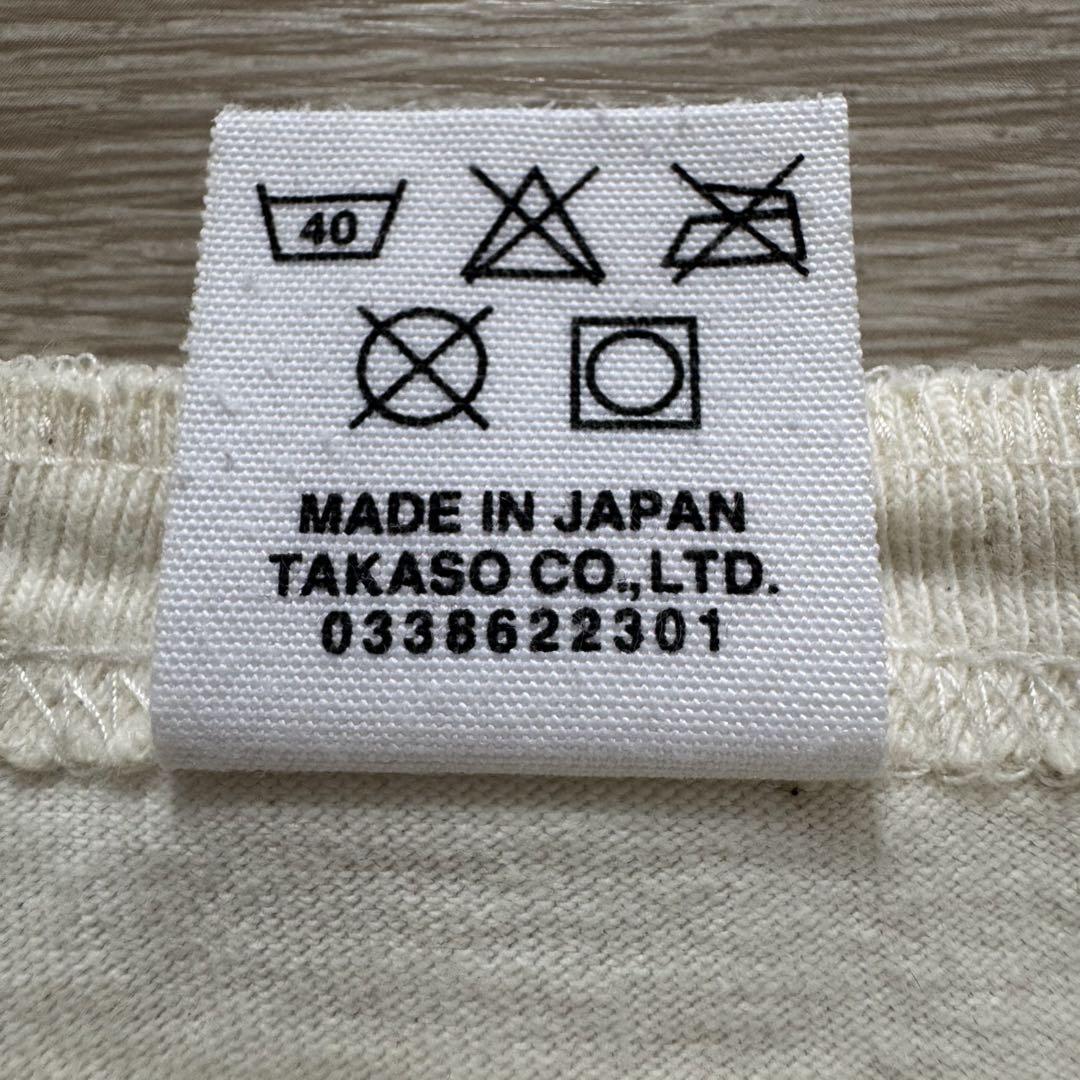 40
MADE IN JAPAN
TAKASO CO.,LTD.
0338622301